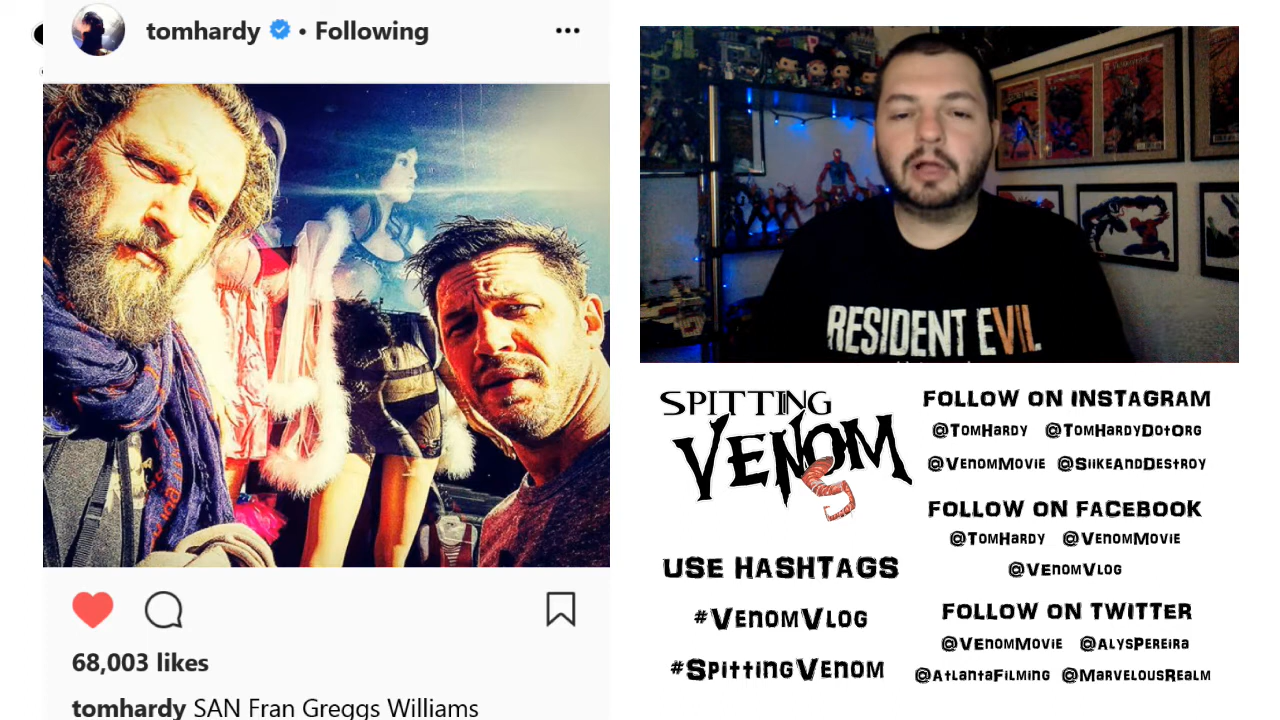 tomhardy • Following
68,003 likes
tomhardy SAN Fran Greggs Williams
RESIDENT EVIL
SPITTING
VENOM
USE HASHTAGS
#VenomVlog
#SpittingVenom
FOLLOW ON INSTAGRAM
@TomHardy @TomHardyDotOrg
@VenomMovie @SiikeAndDestroy
FOLLOW ON FACEBOOK
@TomHardy @VenomMovie
@VenomVlog
FOLLOW ON TWITTER
@VenomMovie @AlysPereira
@AtlantaFilming @MarvelousRealm